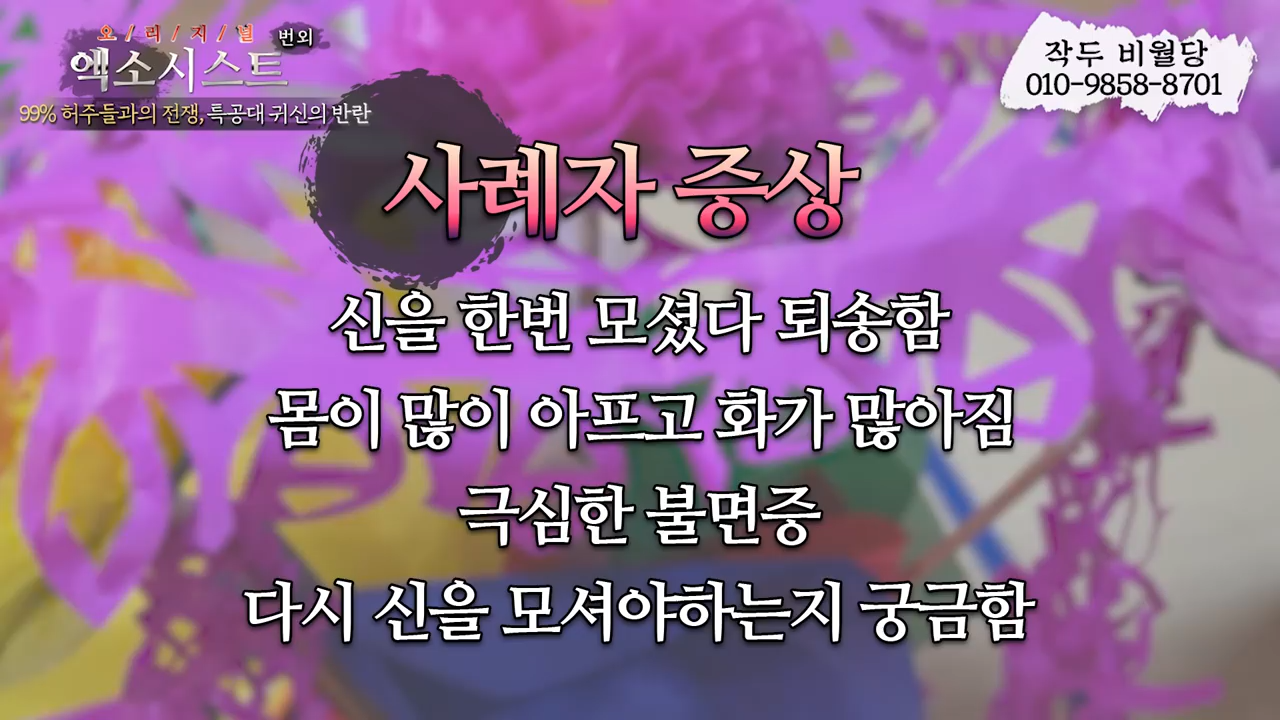 오/리/지/널 번외
엑소시스트
99% 허주들과의 전쟁, 특공대 귀신의 반란
작두 비월당
010-9858-8701
사례자 증상
신을 한번 모셨다 퇴송함
몸이 많이 아프고 화가 많아짐
극심한 불면증
다시 신을 모셔야하는지 궁금함